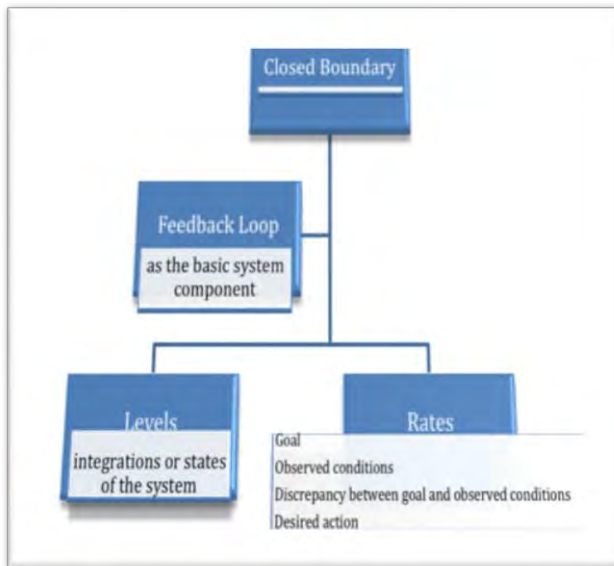 Closed Boundary
Feedback Loop
as the basic system
component
Levels
integrations or states
of the system
Rates
Goal
Observed conditions
Discrepancy between goal and observed conditions
Desired action